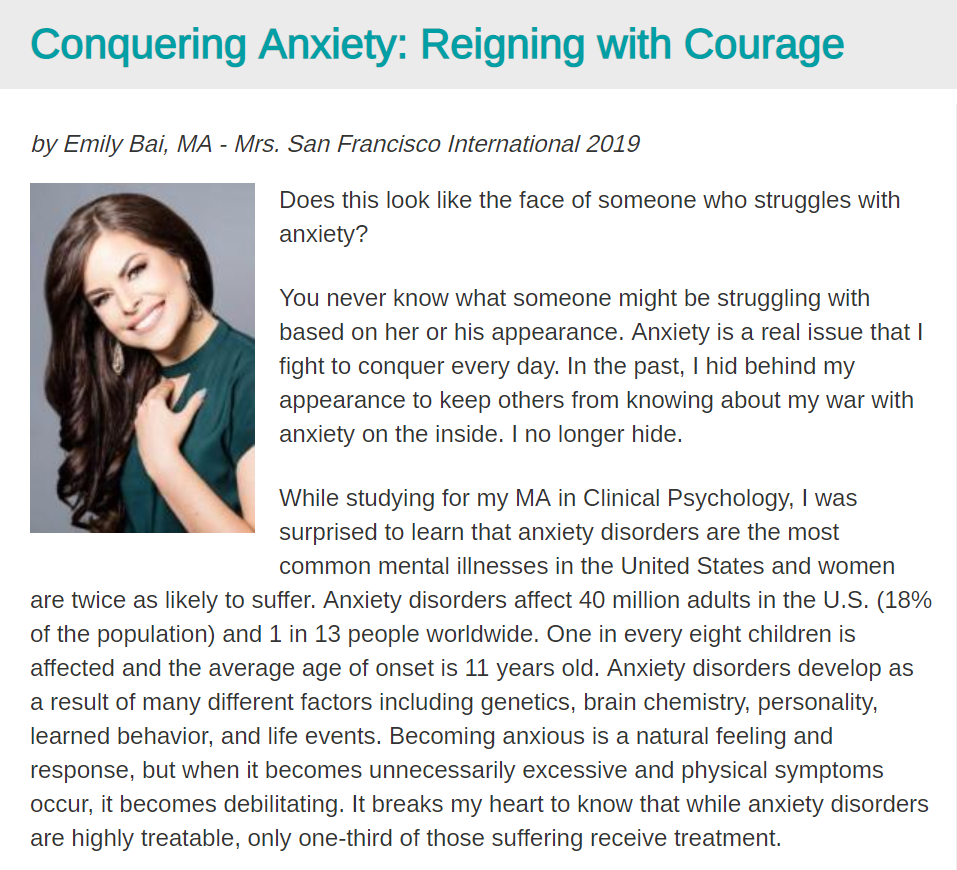 Conquering Anxiety: Reigning with Courage
by Emily Bai, MA - Mrs. San Francisco International 2019
Does this look like the face of someone who struggles with
anxiety?
You never know what someone might be struggling with
based on her or his appearance. Anxiety is a real issue that I
fight to conquer every day. In the past, I hid behind my
appearance to keep others from knowing about my war with
anxiety on the inside. I no longer hide.
While studying for my MA in Clinical Psychology, I was
surprised to learn that anxiety disorders are the most
common mental illnesses in the United States and women
are twice as likely to suffer. Anxiety disorders affect 40 million adults in the U.S. (18%
of the population) and 1 in 13 people worldwide. One in every eight children is
affected and the average age of onset is 11 years old. Anxiety disorders develop as
a result of many different factors including genetics, brain chemistry, personality,
learned behavior, and life events. Becoming anxious is a natural feeling and
response, but when it becomes unnecessarily excessive and physical symptoms
occur, it becomes debilitating. It breaks my heart to know that while anxiety disorders
are highly treatable, only one-third of those suffering receive treatment.